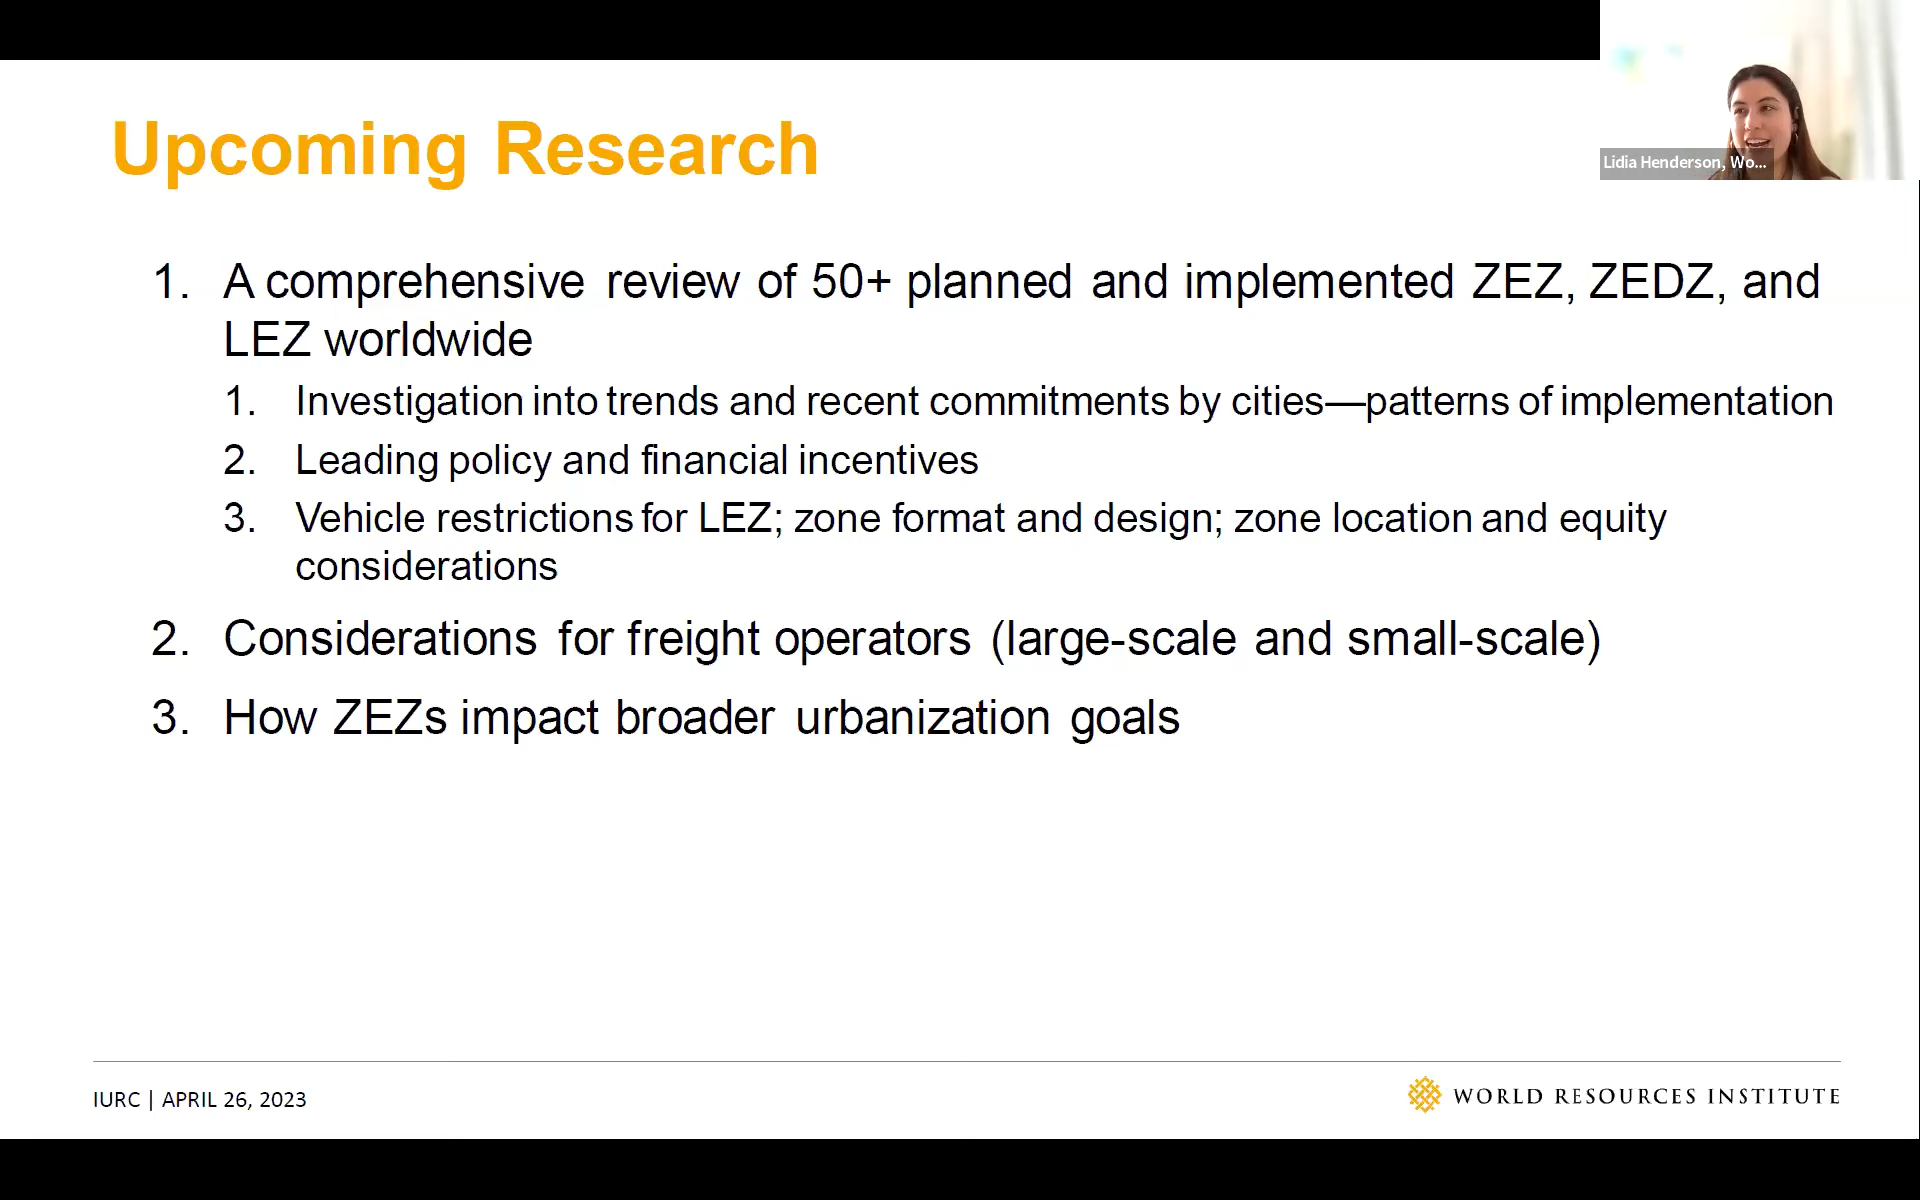 Upcoming Research
Lidia Henderson, Wo...
1. A comprehensive review of 50+ planned and implemented ZEZ, ZEDZ, and
LEZ worldwide
1. Investigation into trends and recent commitments by cities—patterns of implementation
2. Leading policy and financial incentives
3. Vehicle restrictions for LEZ; zone format and design; zone location and equity
considerations
2. Considerations for freight operators (large-scale and small-scale)
3. How ZEZs impact broader urbanization goals
IURC | APRIL 26, 2023
WORLD RESOURCES INSTITUTE